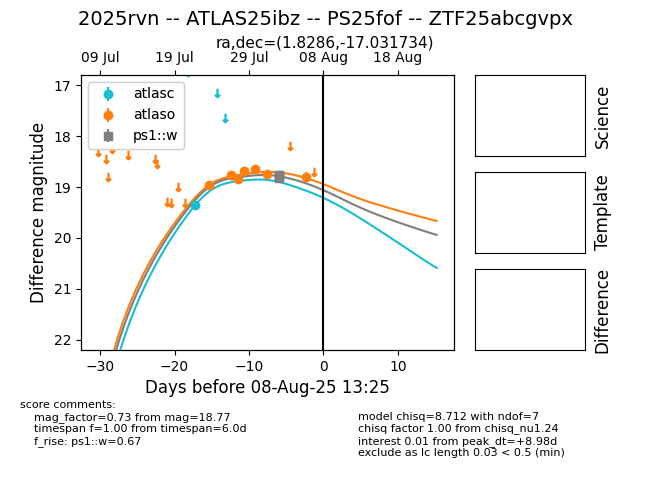 2025rvn -- ATLAS25ibz -- PS25fof -- ZTF25abcgvpx
ra,dec=(1.8286,-17.031734)
09 Jul 19 Jul 29 Jul 08 Aug 18 Aug
atlasc
atlaso
ps1::w
17
18
19
20
21
22
Difference magnitude
−30 −20 −10 0 10
Days before 08-Aug-25 13:25
Science
Template
Difference
score comments:
mag_factor=0.73 from mag=18.77
timespan f=1.00 from timespan=6.0d
f_rise: ps1::w=0.67
model chisq=8.712 with ndof=7
chisq factor 1.00 from chisq_nu1.24
interest 0.01 from peak_dt=+8.98d
exclude as lc length 0.03 < 0.5 (min)